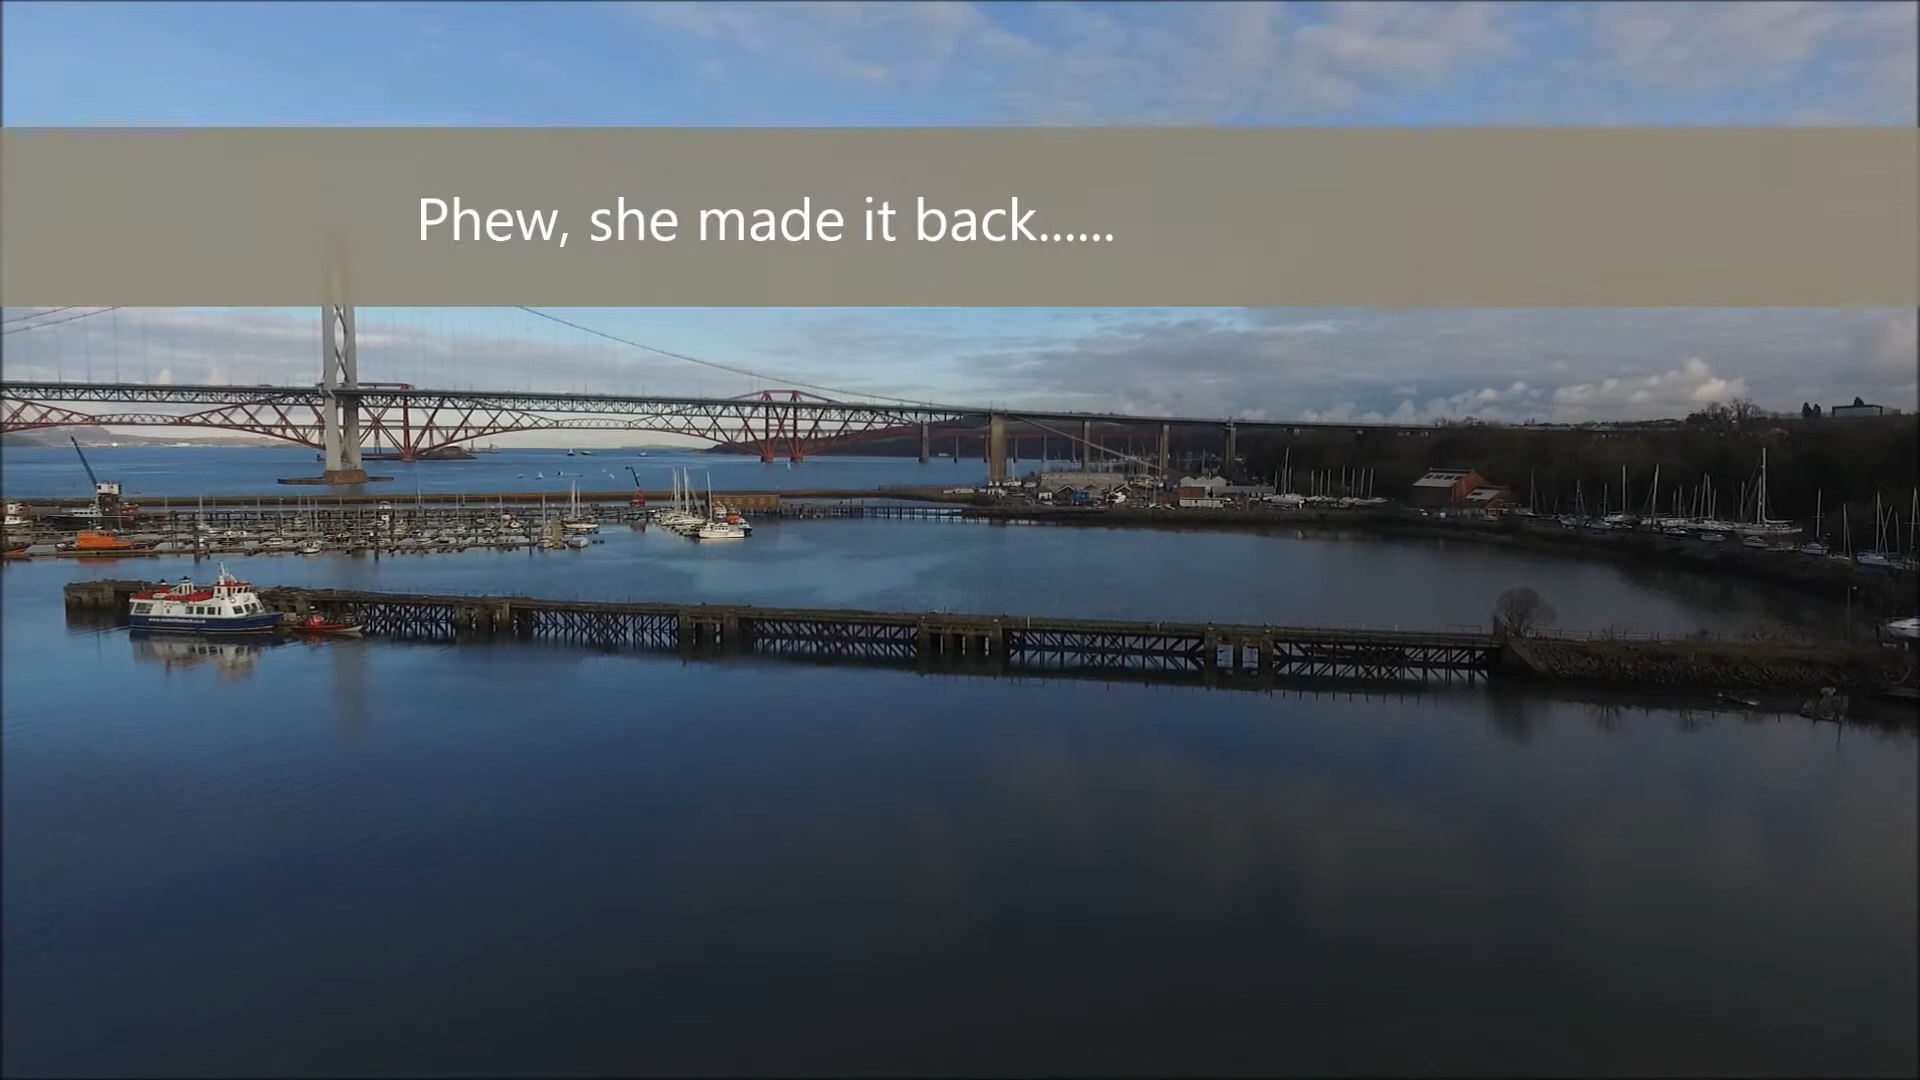 Phew, she made it back......